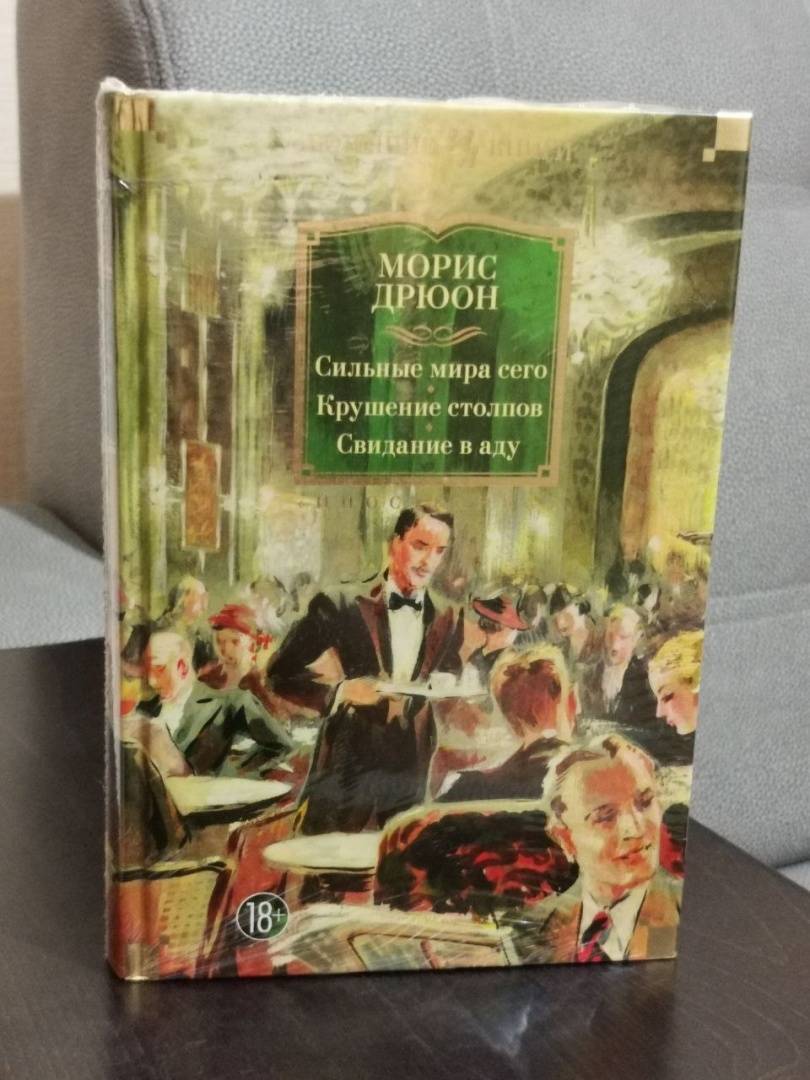 МОРИС
ДРЮОН
Сильные мира сего
Крушение столпов
Свидание в аду
18+